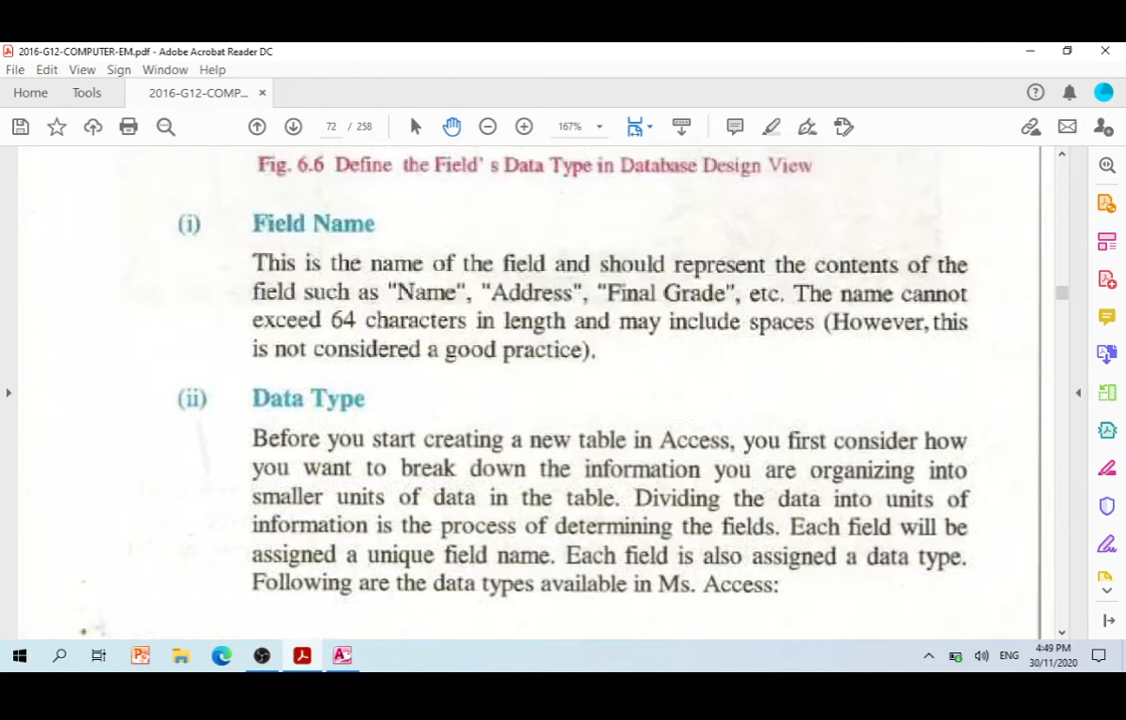 2016-G12-COMPUTER-EM.pdf - Adobe Acrobat Reader DC
File Edit View Sign Window Help
Home Tools 2016-G12-COMP... ×
72 / 258 167%
Fig. 6.6 Define the Field' s Data Type in Database Design View
(i) Field Name
This is the name of the field and should represent the contents of the
field such as "Name", "Address", "Final Grade", etc. The name cannot
exceed 64 characters in length and may include spaces (However, this
is not considered a good practice).
(ii) Data Type
Before you start creating a new table in Access, you first consider how
you want to break down the information you are organizing into
smaller units of data in the table. Dividing the data into units of
information is the process of determining the fields. Each field will be
assigned a unique field name. Each field is also assigned a data type.
Following are the data types available in Ms. Access:
ENG
4:49 PM
30/11/2020